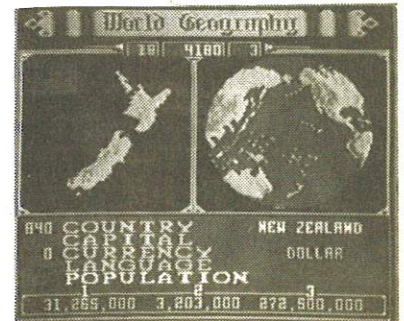 World Geography
18 4180 3
840 COUNTRY NEW ZEALAND
CAPITAL
0 CURRENCY DOLLAR
LANGUAGE
POPULATION
1 2 3
31,265,000 3,203,000 272,500,000